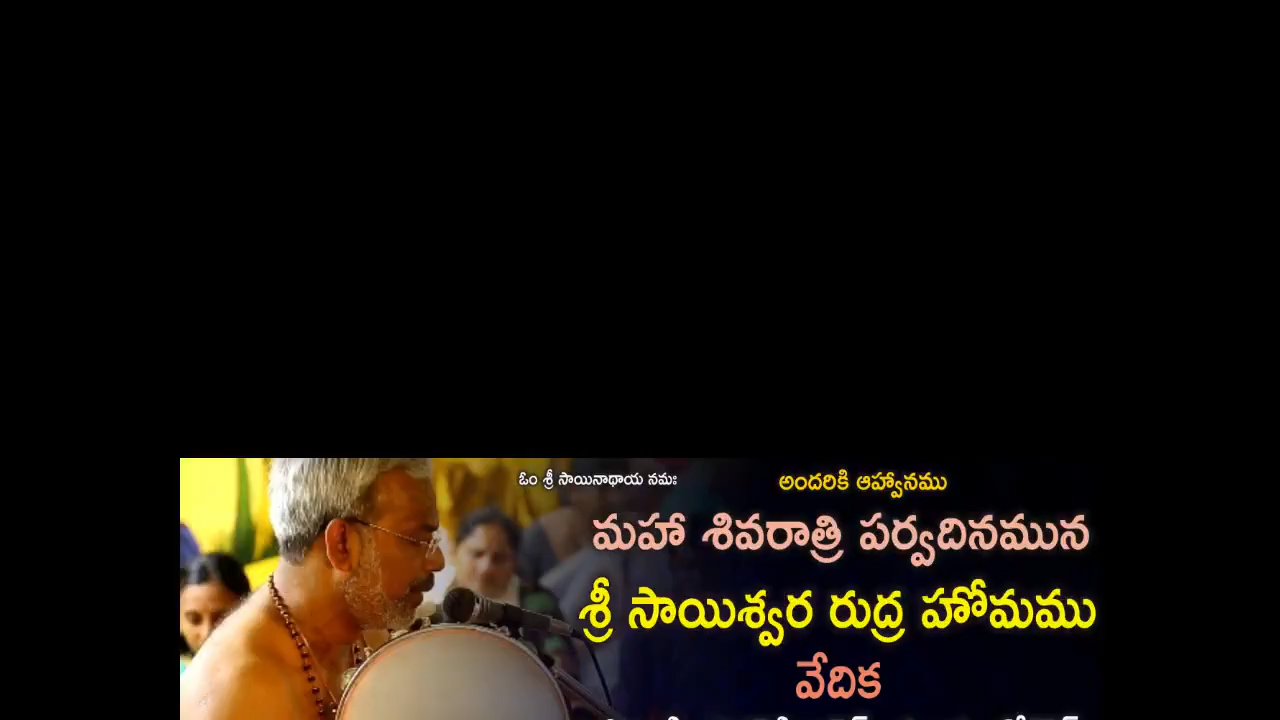 ఓం శ్రీ సాయినాథాయ నమః
అందరికి ఆహ్వానము
మహా శివరాత్రి పర్వదినమున
శ్రీ సాయిశ్వర రుద్ర హోమము
వేదిక